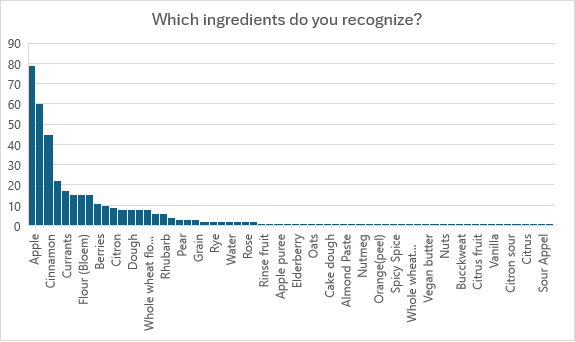 Which ingredients do you recognize?
90
80
70
60
50
40
30
20
10
0
Apple
Cinnamon
Currants
Flour (Bloem)
Berries
Citron
Dough
Whole wheat flo...
Rhubarb
Pear
Grain
Rye
Water
Rose
Rinse fruit
Apple puree
Elderberry
Oats
Cake dough
Almond Paste
Nutmeg
Orange(peel)
Spicy Spice
Whole wheat...
Vegan butter
Nuts
Bucckweat
Citrus fruit
Vanilla
Citron sour
Citrus
Sour Appel